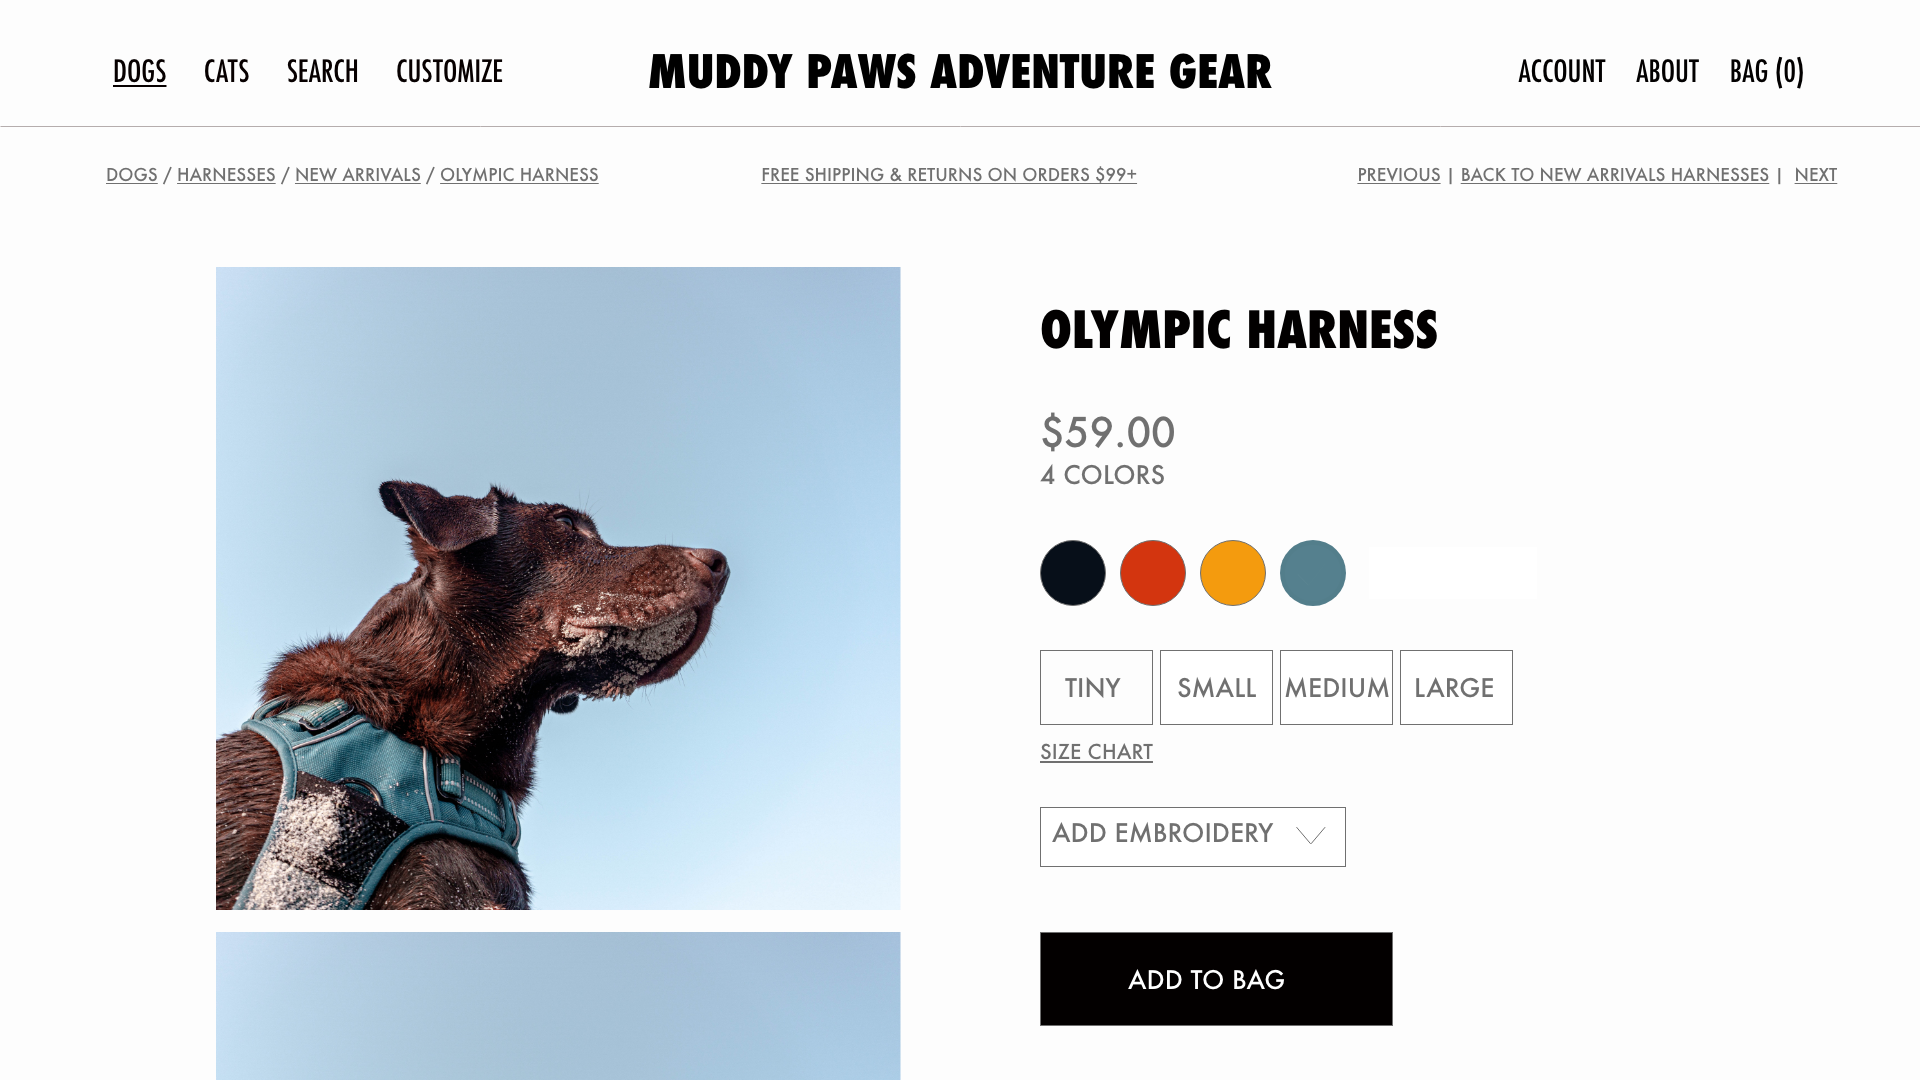 DOGS CATS SEARCH CUSTOMIZE MUDDY PAWS ADVENTURE GEAR ACCOUNT ABOUT BAG (0)
DOGS / HARNESSES / NEW ARRIVALS / OLYMPIC HARNESS FREE SHIPPING & RETURNS ON ORDERS $99+ PREVIOUS | BACK TO NEW ARRIVALS HARNESSES | NEXT
OLYMPIC HARNESS
$59.00
4 COLORS
TINY SMALL MEDIUM LARGE
SIZE CHART
ADD EMBROIDERY
ADD TO BAG